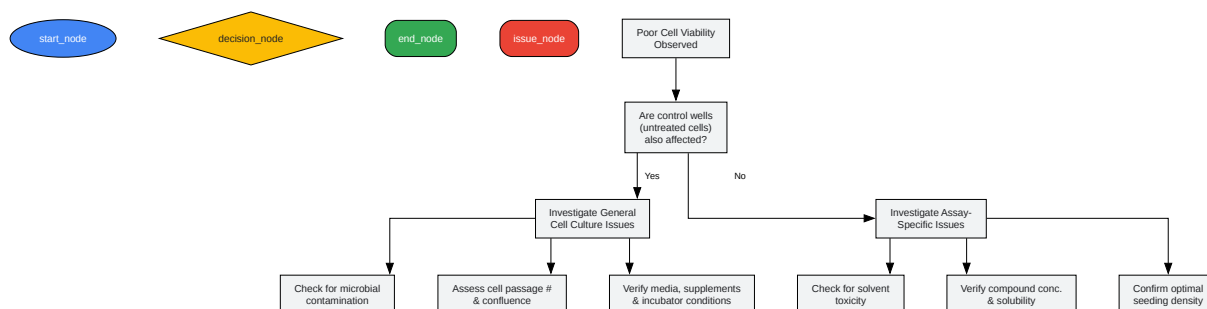 start_node
decision_node
end_node
issue_node
Poor Cell Viability
Observed
Are control wells
(untreated cells)
also affected?
Yes
No
Investigate General
Cell Culture Issues
Investigate Assay-
Specific Issues
Check for microbial
contamination
Assess cell passage #
& confluence
Verify media, supplements
& incubator conditions
Check for solvent
toxicity
Verify compound conc.
& solubility
Confirm optimal
seeding density